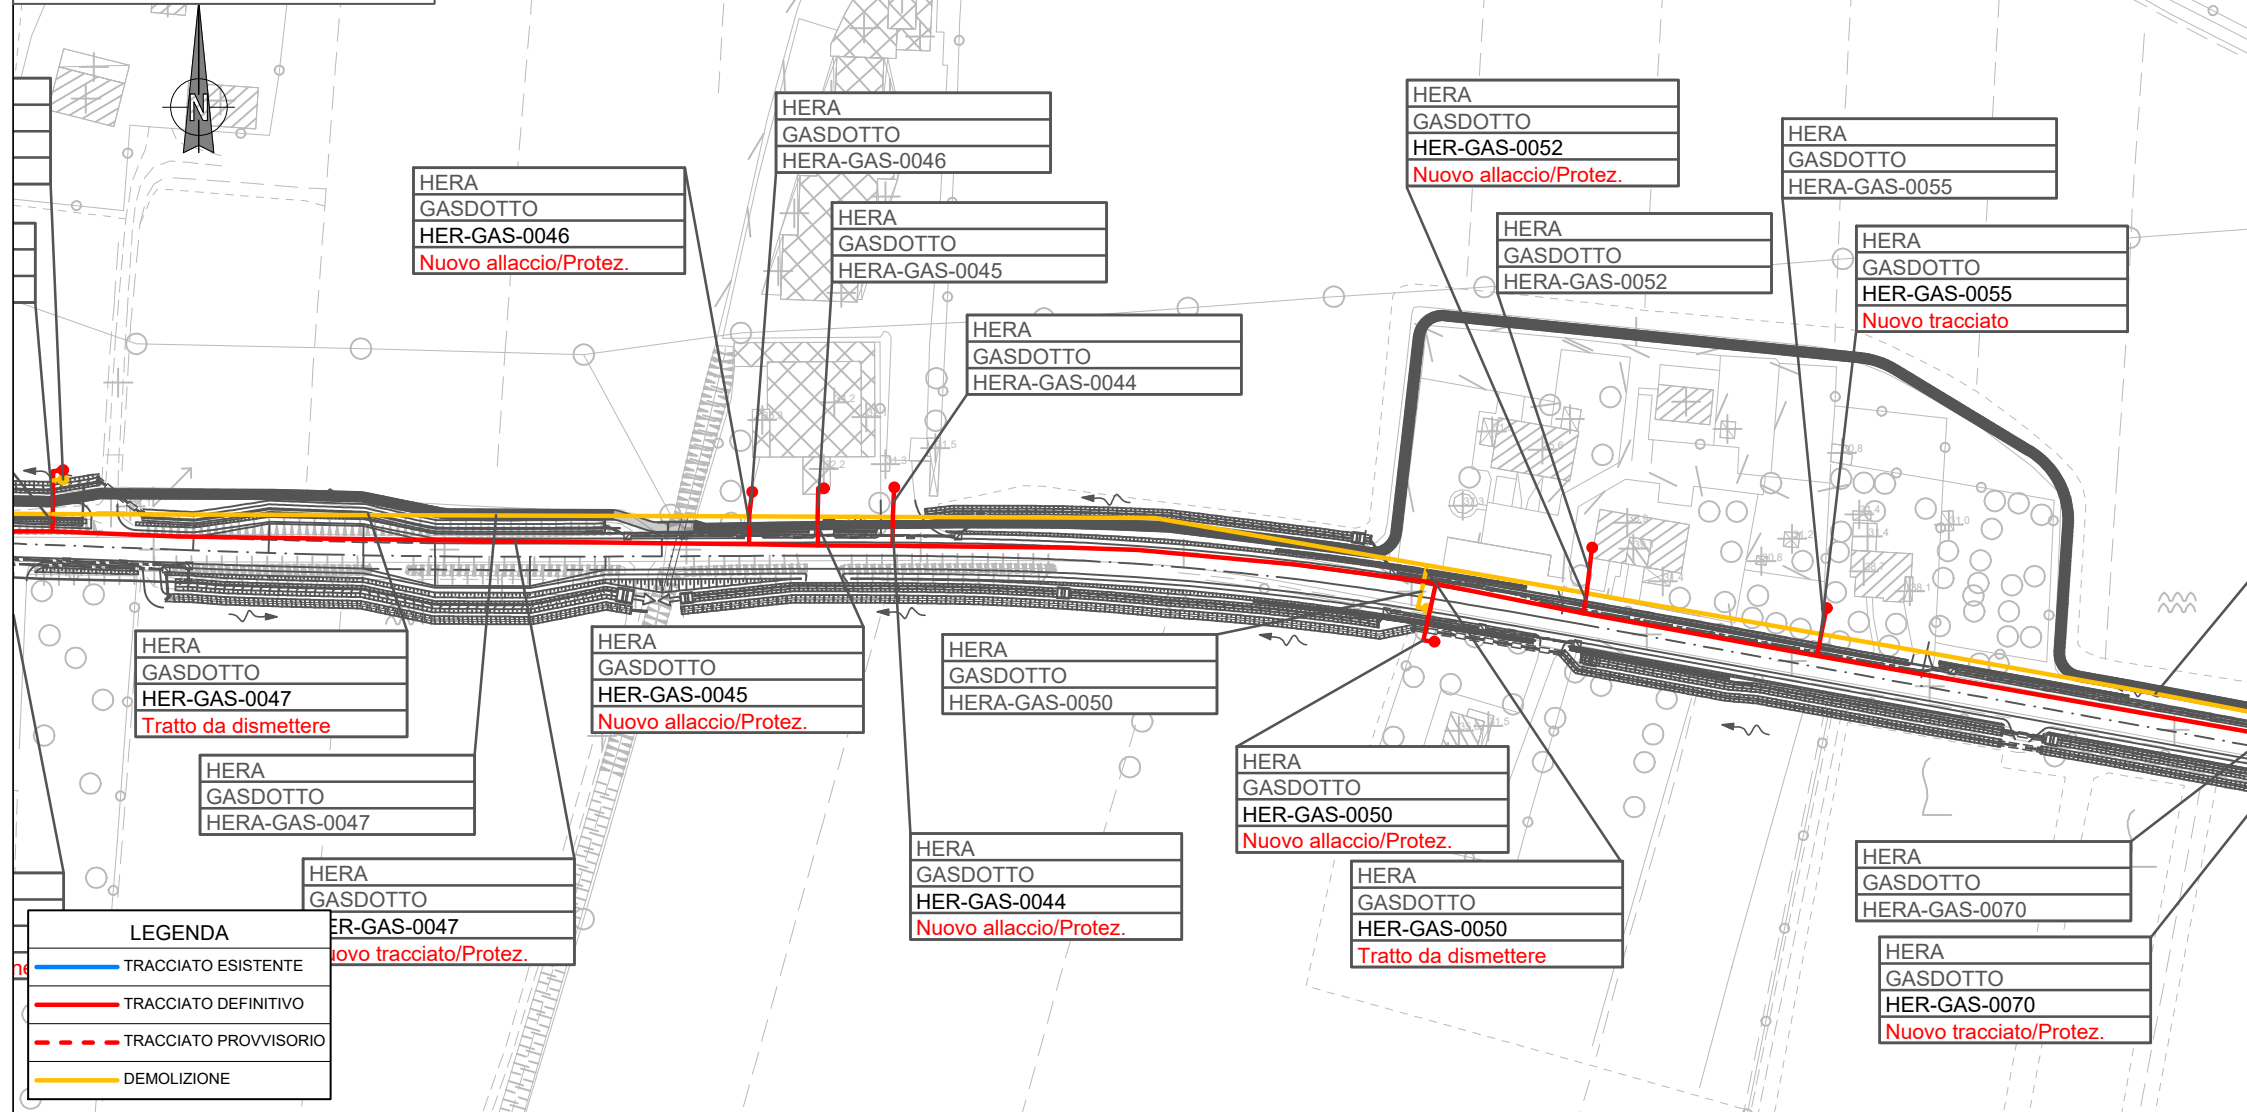 N
HERA
GASDOTTO
HERA-GAS-0046
HERA
GASDOTTO
HER-GAS-0046
Nuovo allaccio/Protez.
HERA
GASDOTTO
HERA-GAS-0045
HERA
GASDOTTO
HERA-GAS-0044
HERA
GASDOTTO
HER-GAS-0052
Nuovo allaccio/Protez.
HERA
GASDOTTO
HERA-GAS-0052
HERA
GASDOTTO
HERA-GAS-0055
HERA
GASDOTTO
HER-GAS-0055
Nuovo tracciato
HERA
GASDOTTO
HER-GAS-0047
Tratto da dismettere
HERA
GASDOTTO
HERA-GAS-0047
HERA
GASDOTTO
ER-GAS-0047
uovo tracciato/Protez.
HERA
GASDOTTO
HER-GAS-0045
Nuovo allaccio/Protez.
HERA
GASDOTTO
HERA-GAS-0050
HERA
GASDOTTO
HER-GAS-0044
Nuovo allaccio/Protez.
HERA
GASDOTTO
HER-GAS-0050
Nuovo allaccio/Protez.
HERA
GASDOTTO
HER-GAS-0050
Tratto da dismettere
HERA
GASDOTTO
HERA-GAS-0070
HERA
GASDOTTO
HER-GAS-0070
Nuovo tracciato/Protez.
LEGENDA
TRACCIATO ESISTENTE
TRACCIATO DEFINITIVO
TRACCIATO PROVVISORIO
DEMOLIZIONE